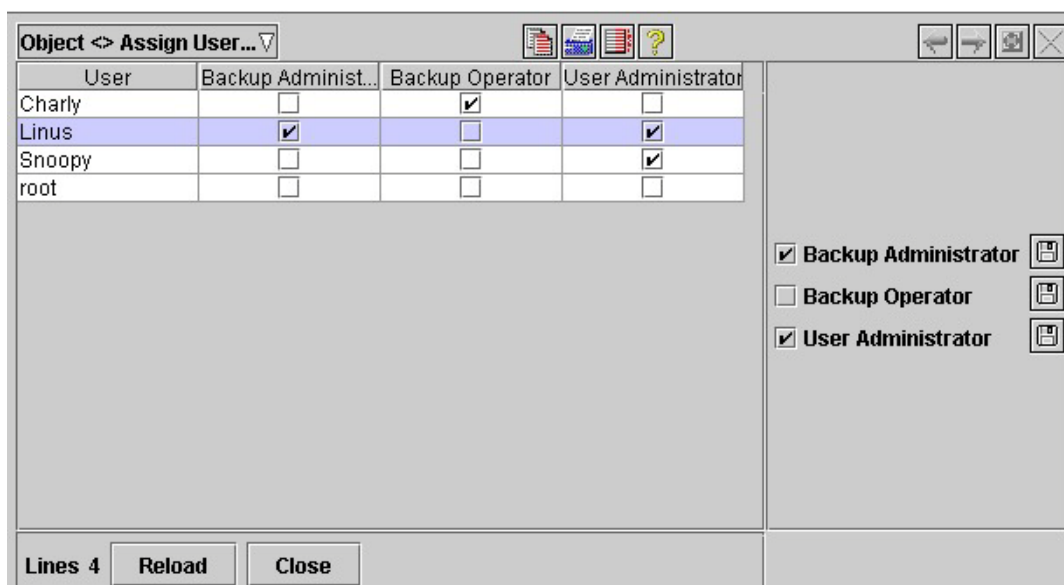 Object <> Assign User...
User Backup Administ... Backup Operator User Administrator
Charly
Linus
Snoopy
root
Backup Administrator
Backup Operator
User Administrator
Lines 4 Reload Close